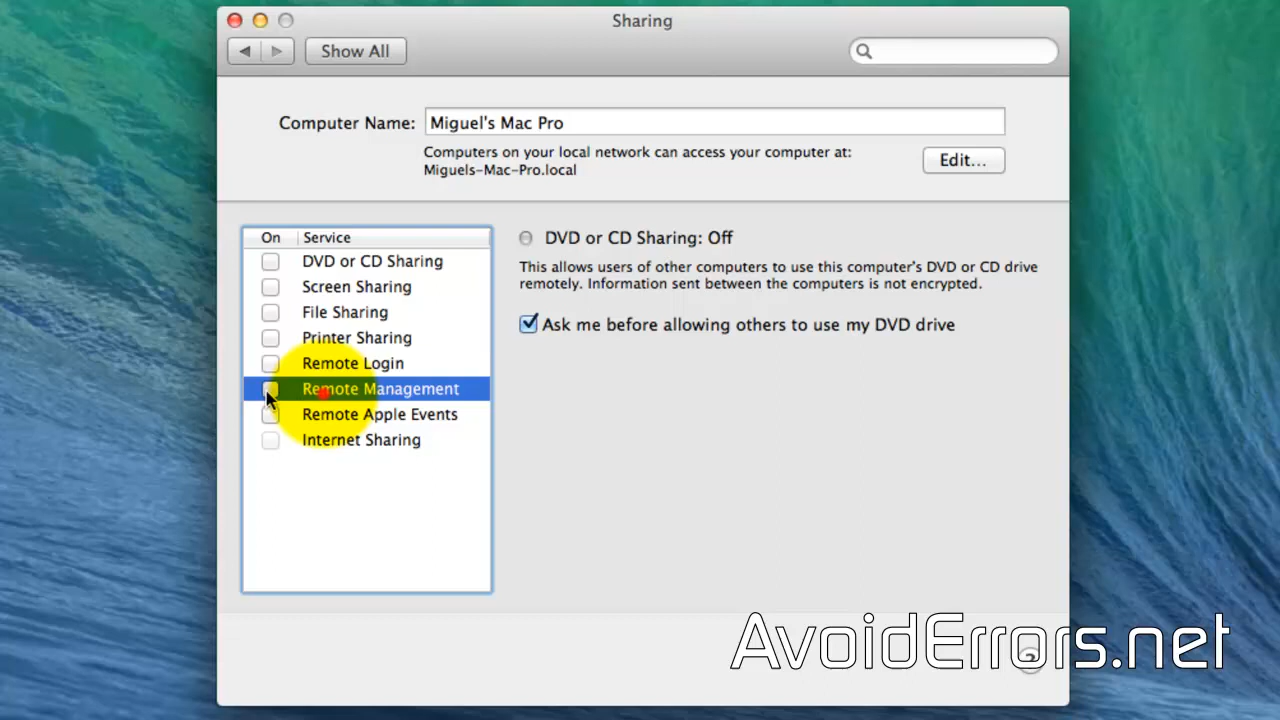 Sharing
Show All
Computer Name: Miguel's Mac Pro
Computers on your local network can access your computer at:
Miguels-Mac-Pro.local
Edit...
On Service
DVD or CD Sharing
Screen Sharing
File Sharing
Printer Sharing
Remote Login
Remote Management
Remote Apple Events
Internet Sharing
DVD or CD Sharing: Off
This allows users of other computers to use this computer's DVD or CD drive
remotely. Information sent between the computers is not encrypted.
Ask me before allowing others to use my DVD drive
AvoidErrors.net
?